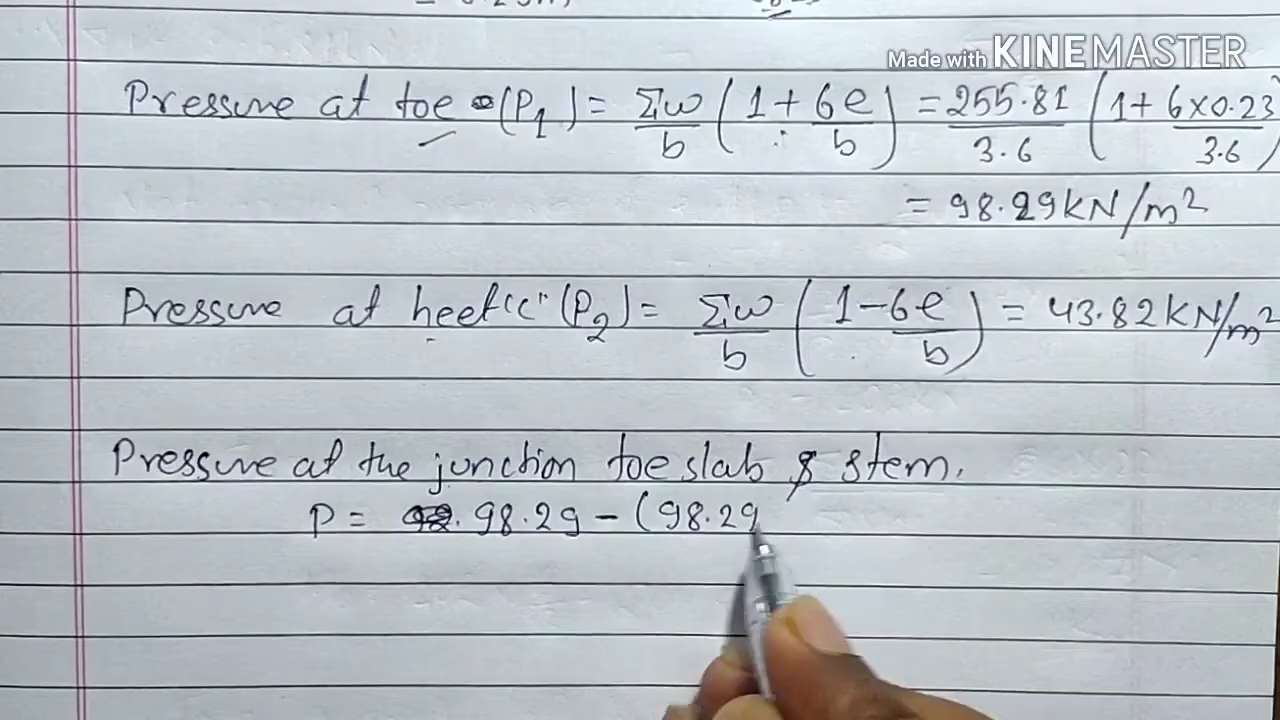 Made with KINEMASTER
Pressure at toe (P1) = Σw/b (1 + 6e/b) = 255.81/3.6 (1 + 6×0.23/3.6)
= 98.29 KN/m²
Pressure at heel "c" (P2) = Σw/b (1 - 6e/b) = 43.82 KN/m²
Pressure at the junction toe slab & stem.
P = 98.29 - (98.29